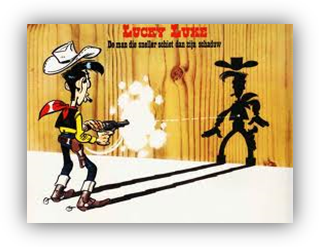 LUCKY LUKE
De man die sneller schiet dan zijn schaduw